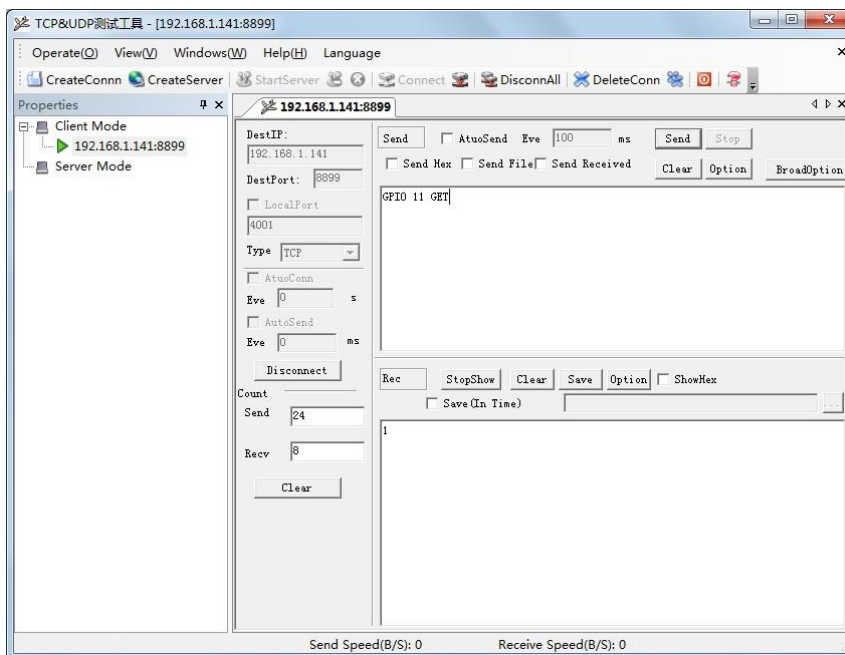 TCP&UDP测试工具 - [192.168.1.141:8899]
Operate(O) View(V) Windows(W) Help(H) Language
CreateConnn CreateServer StartServer Connect DisconnAll DeleteConn
Properties
Client Mode
192.168.1.141:8899
Server Mode
192.168.1.141:8899
DestIP:
192.168.1.141
DestPort: 8899
LocalPort
4001
Type TCP
AtuoConn
Eve 0 s
AutoSend
Eve 0 ms
Disconnect
Count
Send 24
Recv 8
Clear
Send AtuoSend Eve 100 ms Send Stop
Send Hex Send File Send Received Clear Option BroadOption
GPIO 11 GET
Rec StopShow Clear Save Option ShowHex
Save(In Time) ...
1
Send Speed(B/S): 0 Receive Speed(B/S): 0